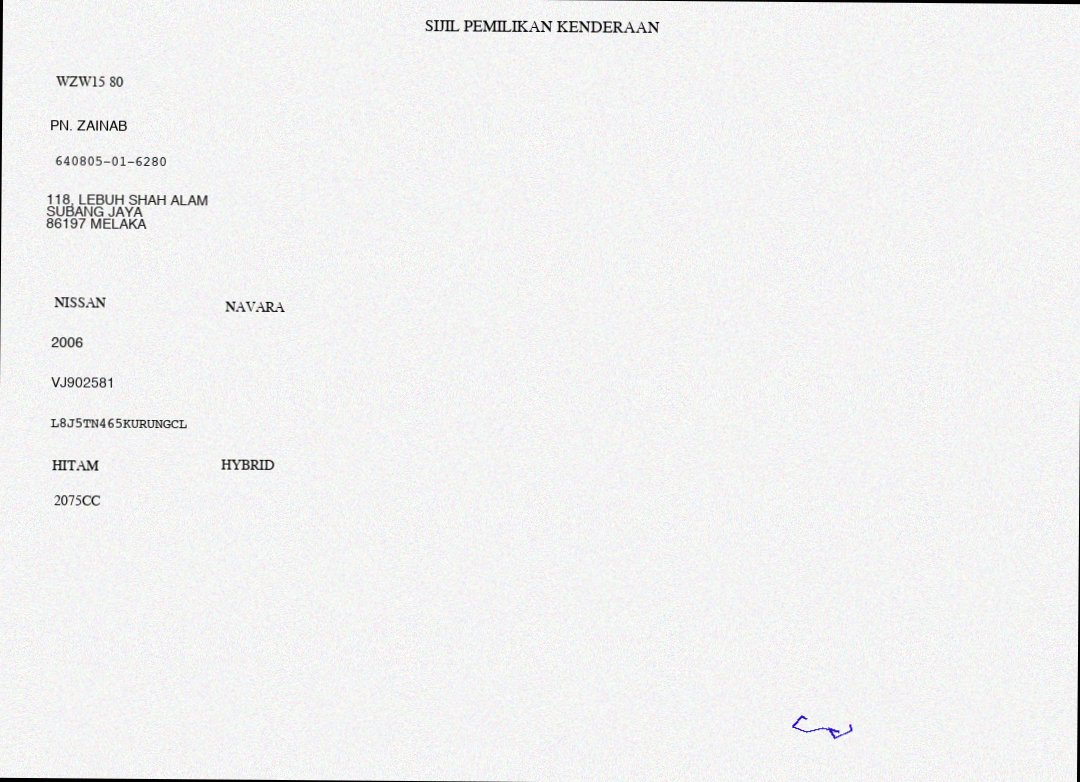 SIJIL PEMILIKAN KENDERAAN
WZW15 80
PN. ZAINAB
640805-01-6280
118, LEBUH SHAH ALAM
SUBANG JAYA
86197 MELAKA
NISSAN NAVARA
2006
VJ902581
L8J5TN465KURUNGCL
HITAM HYBRID
2075CC